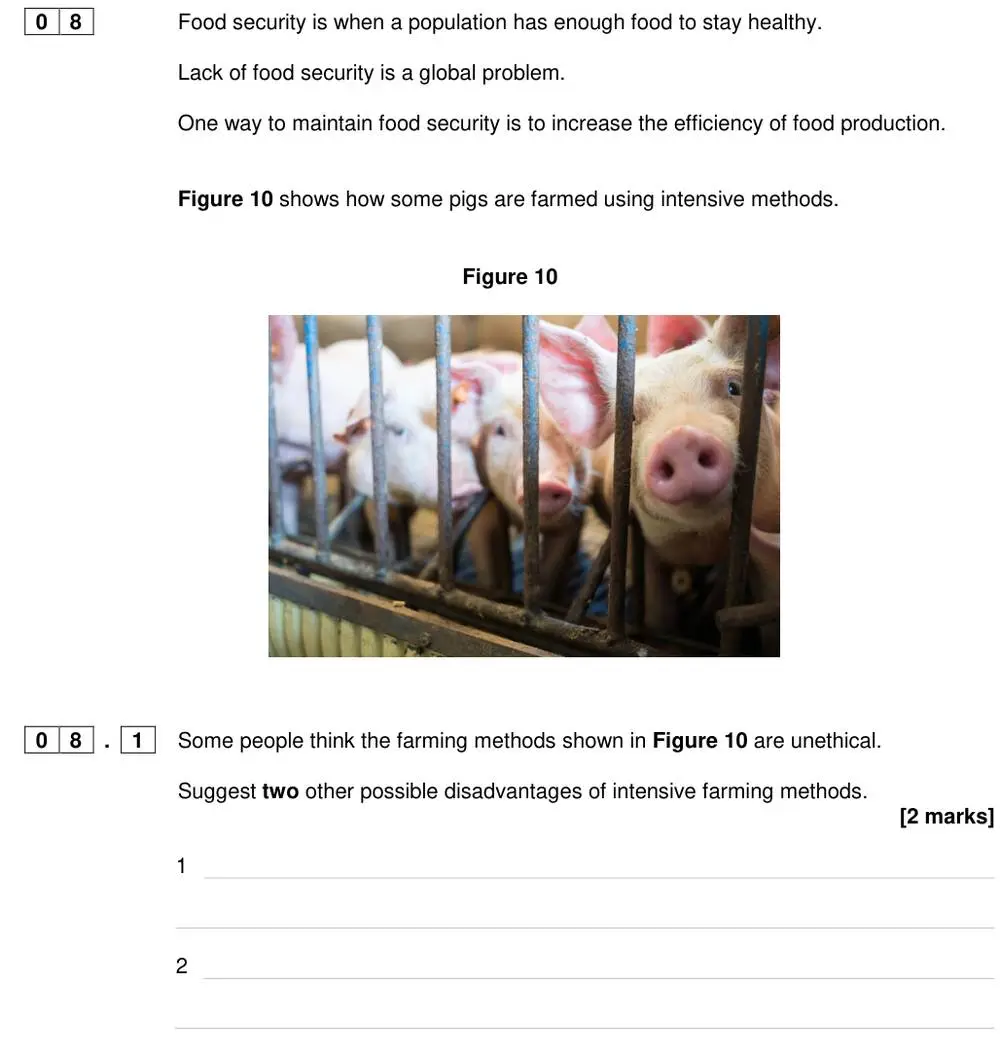 0 8 Food security is when a population has enough food to stay healthy.
Lack of food security is a global problem.
One way to maintain food security is to increase the efficiency of food production.
Figure 10 shows how some pigs are farmed using intensive methods.
Figure 10
0 8 . 1 Some people think the farming methods shown in Figure 10 are unethical.
Suggest two other possible disadvantages of intensive farming methods.
[2 marks]
1
2